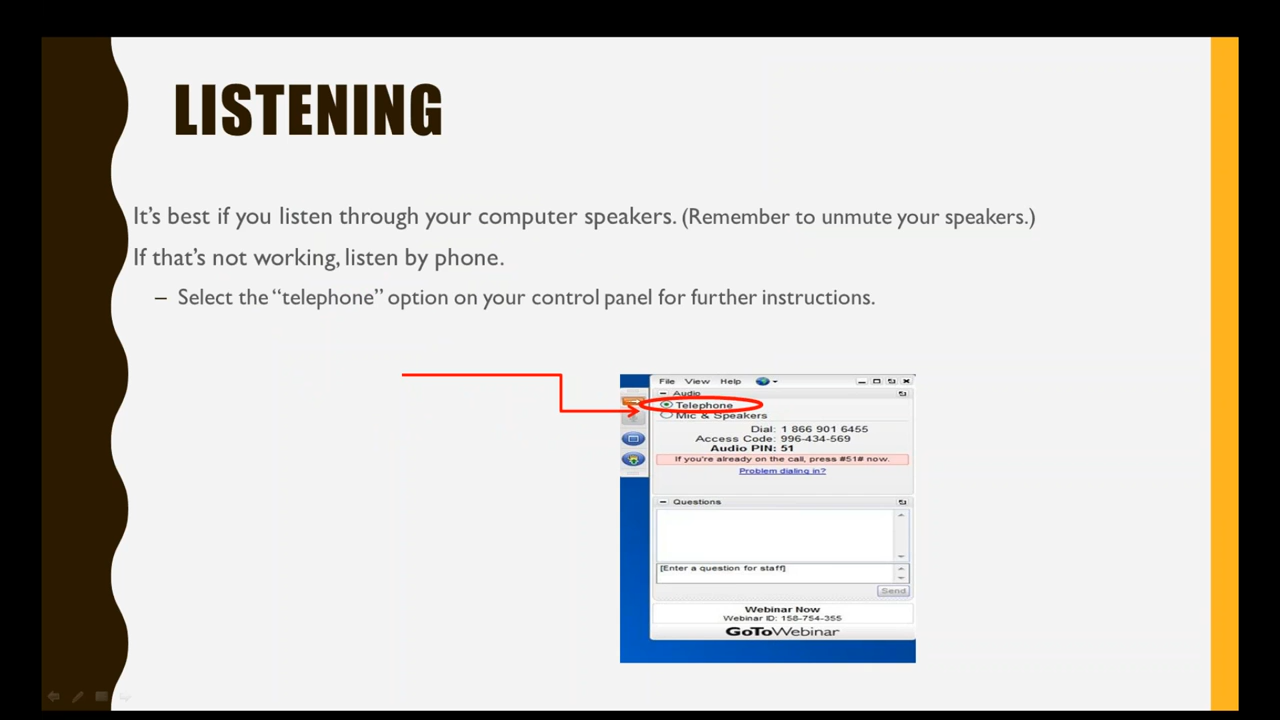 LISTENING
It's best if you listen through your computer speakers. (Remember to unmute your speakers.)
If that's not working, listen by phone.
– Select the “telephone” option on your control panel for further instructions.
File View Help
Audio
Telephone
Mic & Speakers
Dial: 1 866 901 6455
Access Code: 996-434-569
Audio PIN: 51
If you're already on the call, press #51# now.
Problem dialing in?
Questions
[Enter a question for staff]
Send
Webinar Now
Webinar ID: 158-754-355
GoToWebinar